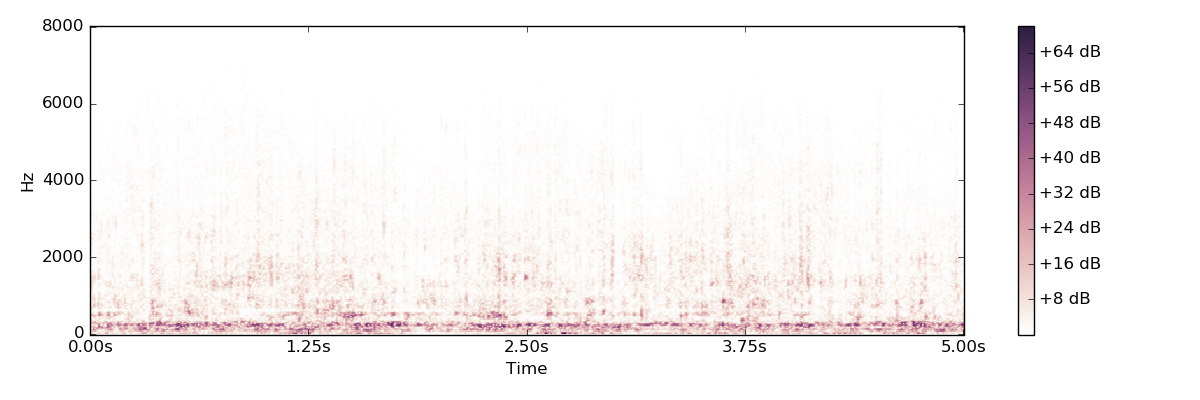 8000
6000
4000
2000
0
Hz
0.00s 1.25s 2.50s 3.75s 5.00s
Time
+64 dB
+56 dB
+48 dB
+40 dB
+32 dB
+24 dB
+16 dB
+8 dB